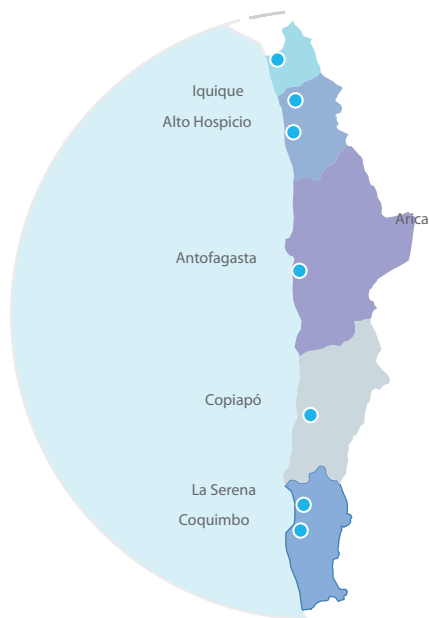 Iquique
Alto Hospicio
Arica
Antofagasta
Copiapó
La Serena
Coquimbo